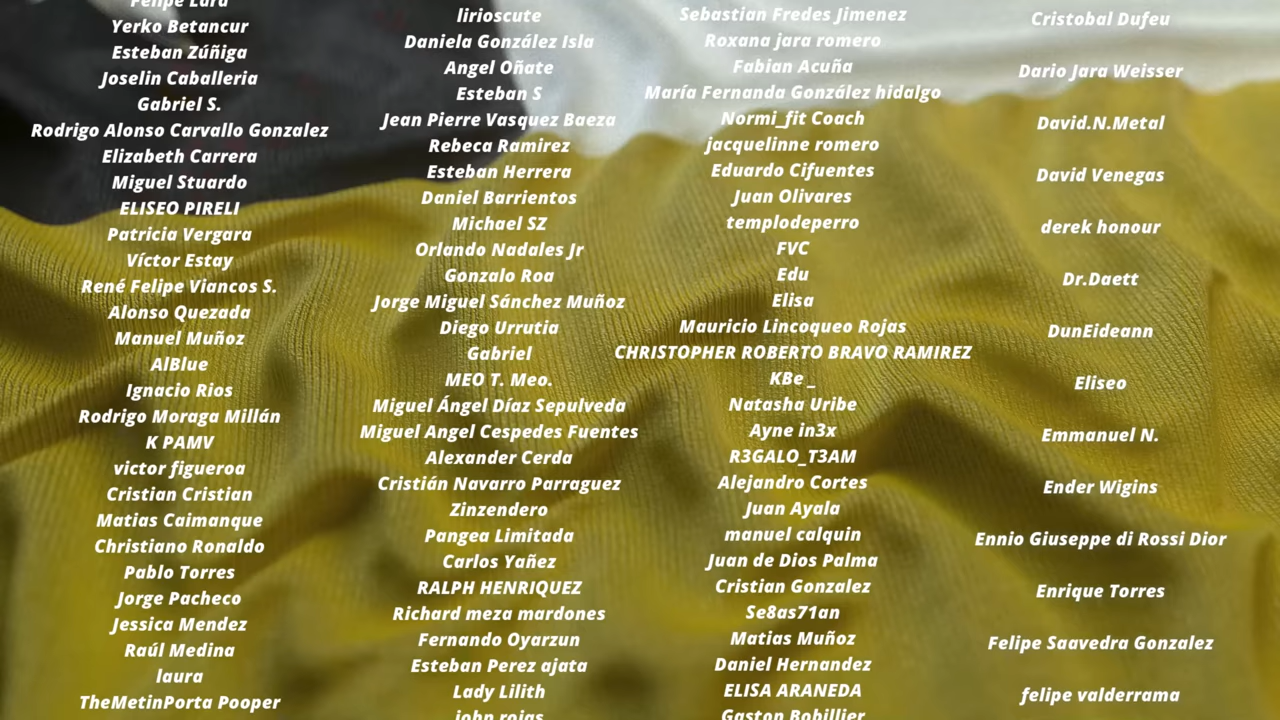 Felipe Lara
Yerko Betancur
Esteban Zúñiga
Joselin Caballeria
Gabriel S.
Rodrigo Alonso Carvallo Gonzalez
Elizabeth Carrera
Miguel Stuardo
ELISEO PIRELI
Patricia Vergara
Víctor Estay
René Felipe Viancos S.
Alonso Quezada
Manuel Muñoz
AlBlue
Ignacio Rios
Rodrigo Moraga Millán
K PAMV
victor figueroa
Cristian Cristian
Matias Caimanque
Christiano Ronaldo
Pablo Torres
Jorge Pacheco
Jessica Mendez
Raúl Medina
laura
TheMetinPorta Pooper
lirioscute
Daniela González Isla
Angel Oñate
Esteban S
Jean Pierre Vasquez Baeza
Rebeca Ramirez
Esteban Herrera
Daniel Barrientos
Michael SZ
Orlando Nadales Jr
Gonzalo Roa
Jorge Miguel Sánchez Muñoz
Diego Urrutia
Gabriel
MEO T. Meo.
Miguel Ángel Díaz Sepulveda
Miguel Angel Cespedes Fuentes
Alexander Cerda
Cristián Navarro Parraguez
Zinzendero
Pangea Limitada
Carlos Yañez
RALPH HENRIQUEZ
Richard meza mardones
Fernando Oyarzun
Esteban Perez ajata
Lady Lilith
john rojas
Sebastian Fredes Jimenez
Roxana jara romero
Fabian Acuña
María Fernanda González hidalgo
Normi_fit Coach
jacquelinne romero
Eduardo Cifuentes
Juan Olivares
templodeperro
FVC
Edu
Elisa
Mauricio Lincoqueo Rojas
CHRISTOPHER ROBERTO BRAVO RAMIREZ
KBe _
Natasha Uribe
Ayne in3x
R3GALO_T3AM
Alejandro Cortes
Juan Ayala
manuel calquin
Juan de Dios Palma
Cristian Gonzalez
Se8as71an
Matias Muñoz
Daniel Hernandez
ELISA ARANEDA
Gaston Bobillier
Cristobal Dufeu
Dario Jara Weisser
David.N.Metal
David Venegas
derek honour
Dr.Daett
DunEideann
Eliseo
Emmanuel N.
Ender Wigins
Ennio Giuseppe di Rossi Dior
Enrique Torres
Felipe Saavedra Gonzalez
felipe valderrama